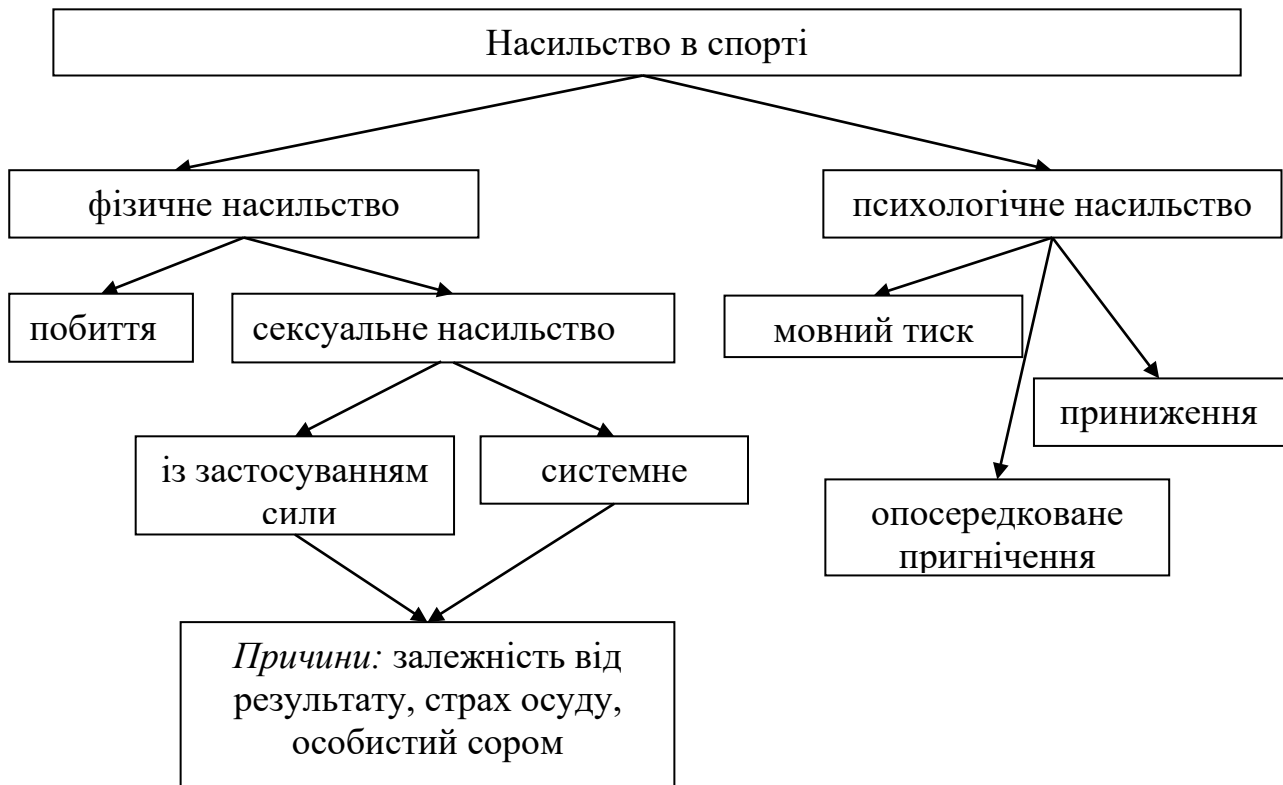 Насильство в спорті
фізичне насильство
психологічне насильство
побиття
сексуальне насильство
мовний тиск
приниження
із застосуванням
сили
системне
опосередковане
пригнічення
Причини: залежність від
результату, страх осуду,
особистий сором